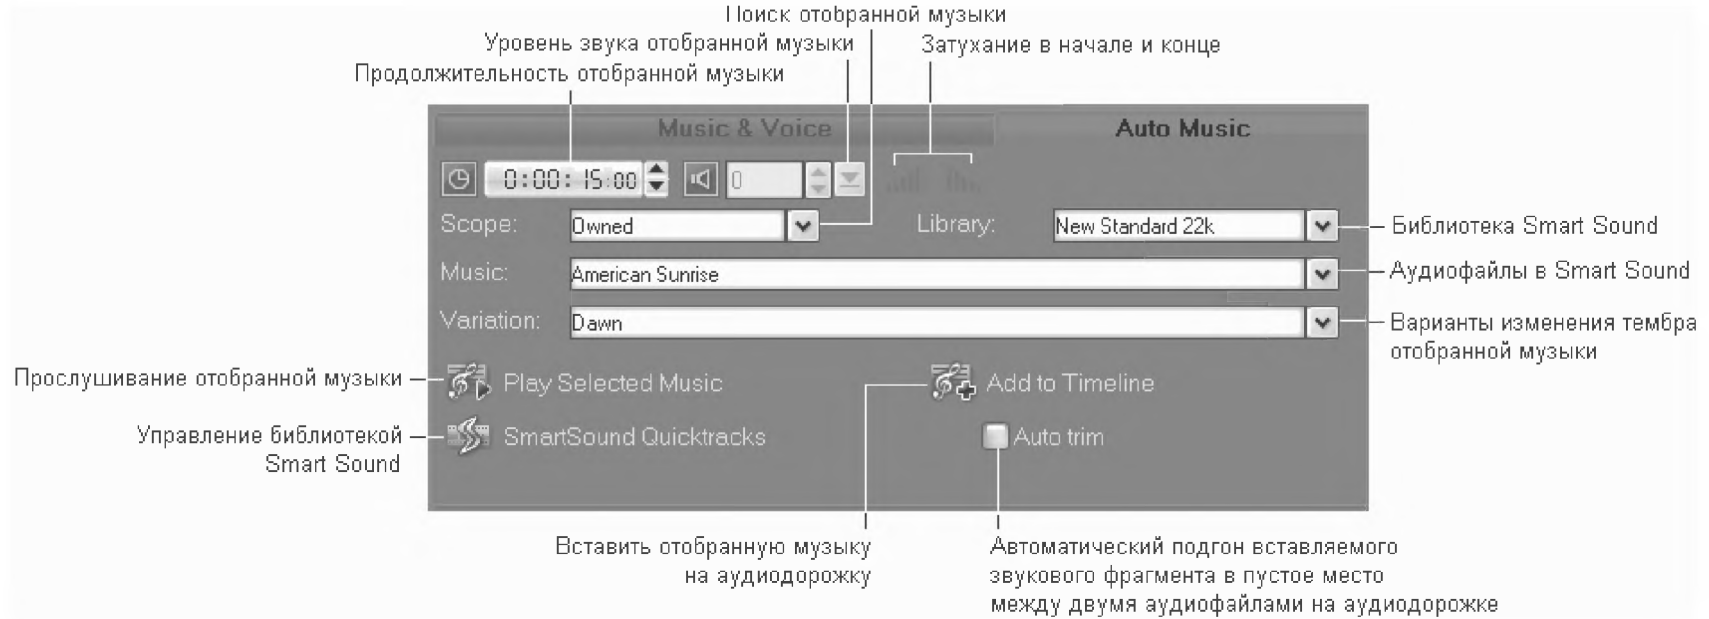 Поиск отобранной музыки
Уровень звука отобранной музыки
Затухание в начале и конце
Продолжительность отобранной музыки
Music & Voice
Auto Music
0:00:15:00
0
Scope:
Owned
Library:
New Standard 22k
Библиотека Smart Sound
Music:
American Sunrise
Аудиофайлы в Smart Sound
Variation:
Dawn
Варианты изменения тембра
отобранной музыки
Прослушивание отобранной музыки
Play Selected Music
Add to Timeline
Управление библиотекой
Smart Sound
SmartSound Quicktracks
Auto trim
Вставить отобранную музыку
на аудиодорожку
Автоматический подгон вставляемого
звукового фрагмента в пустое место
между двумя аудиофайлами на аудиодорожке